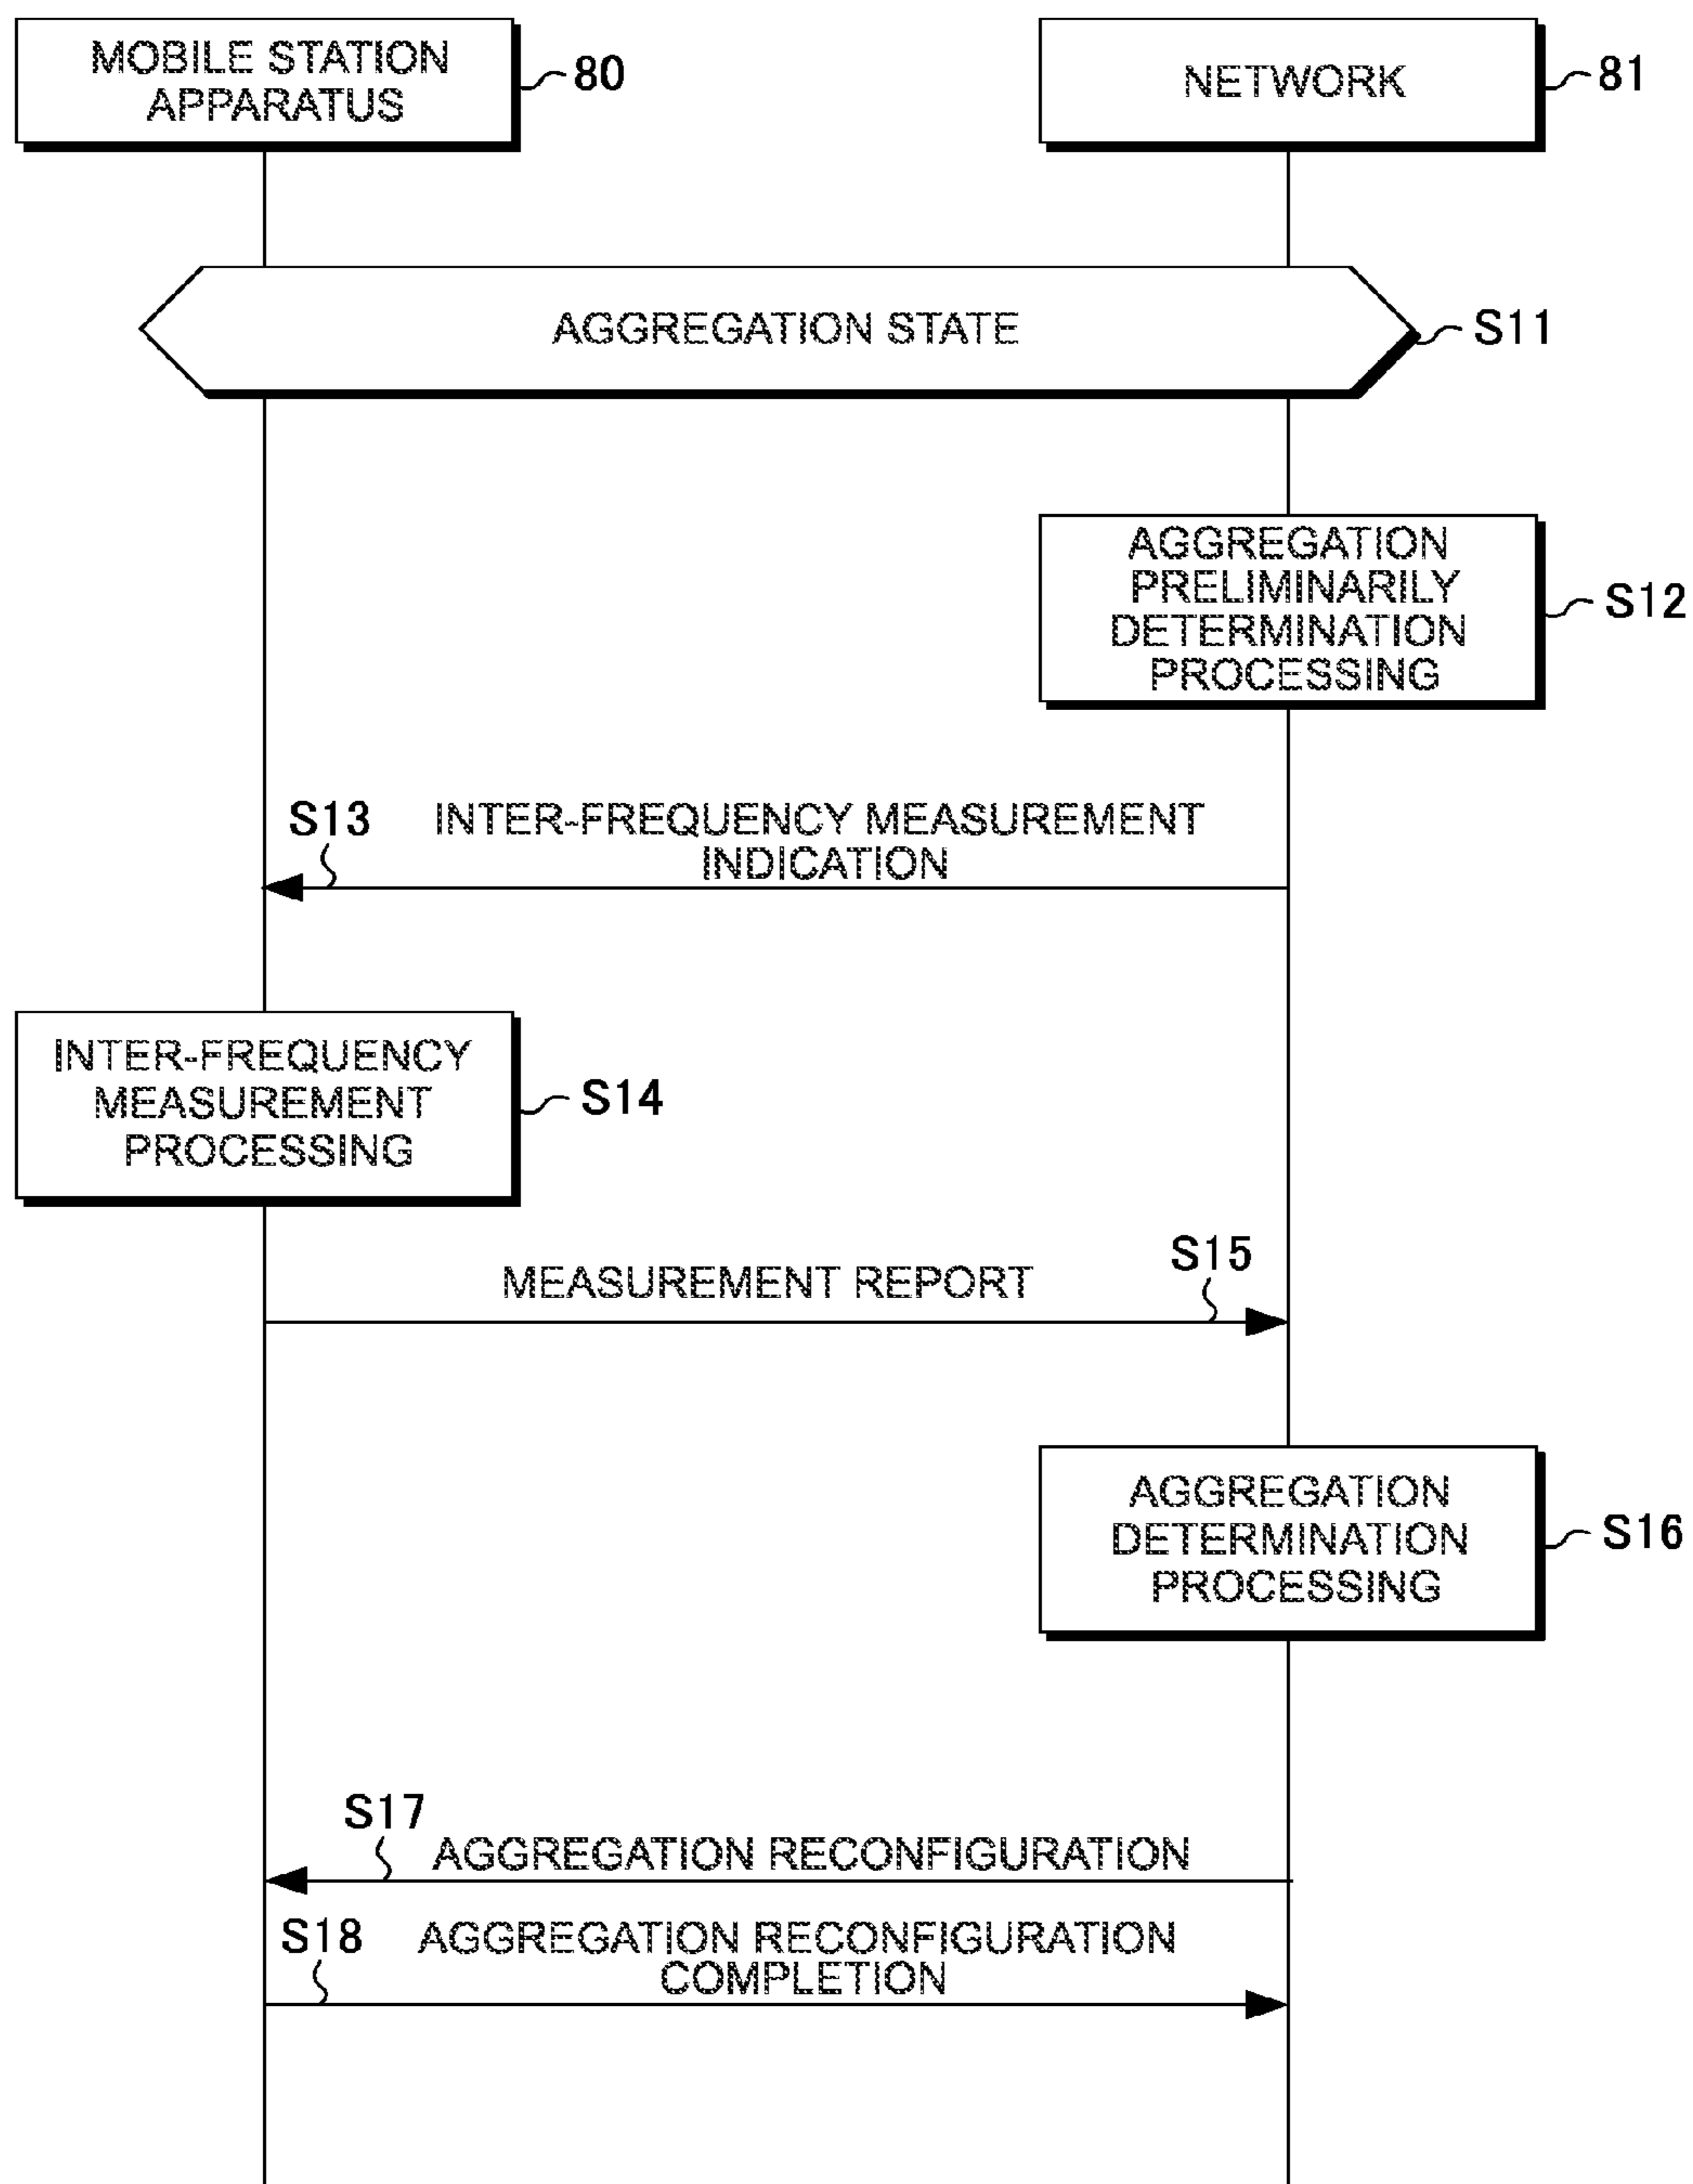 MOBILE STATION
APPARATUS
80
NETWORK
81
AGGREGATION STATE
S11
AGGREGATION
PRELIMINARILY
DETERMINATION
PROCESSING
S12
S13
INTER-FREQUENCY MEASUREMENT
INDICATION
INTER-FREQUENCY
MEASUREMENT
PROCESSING
S14
MEASUREMENT REPORT
S15
AGGREGATION
DETERMINATION
PROCESSING
S16
S17
AGGREGATION RECONFIGURATION
S18
AGGREGATION RECONFIGURATION
COMPLETION